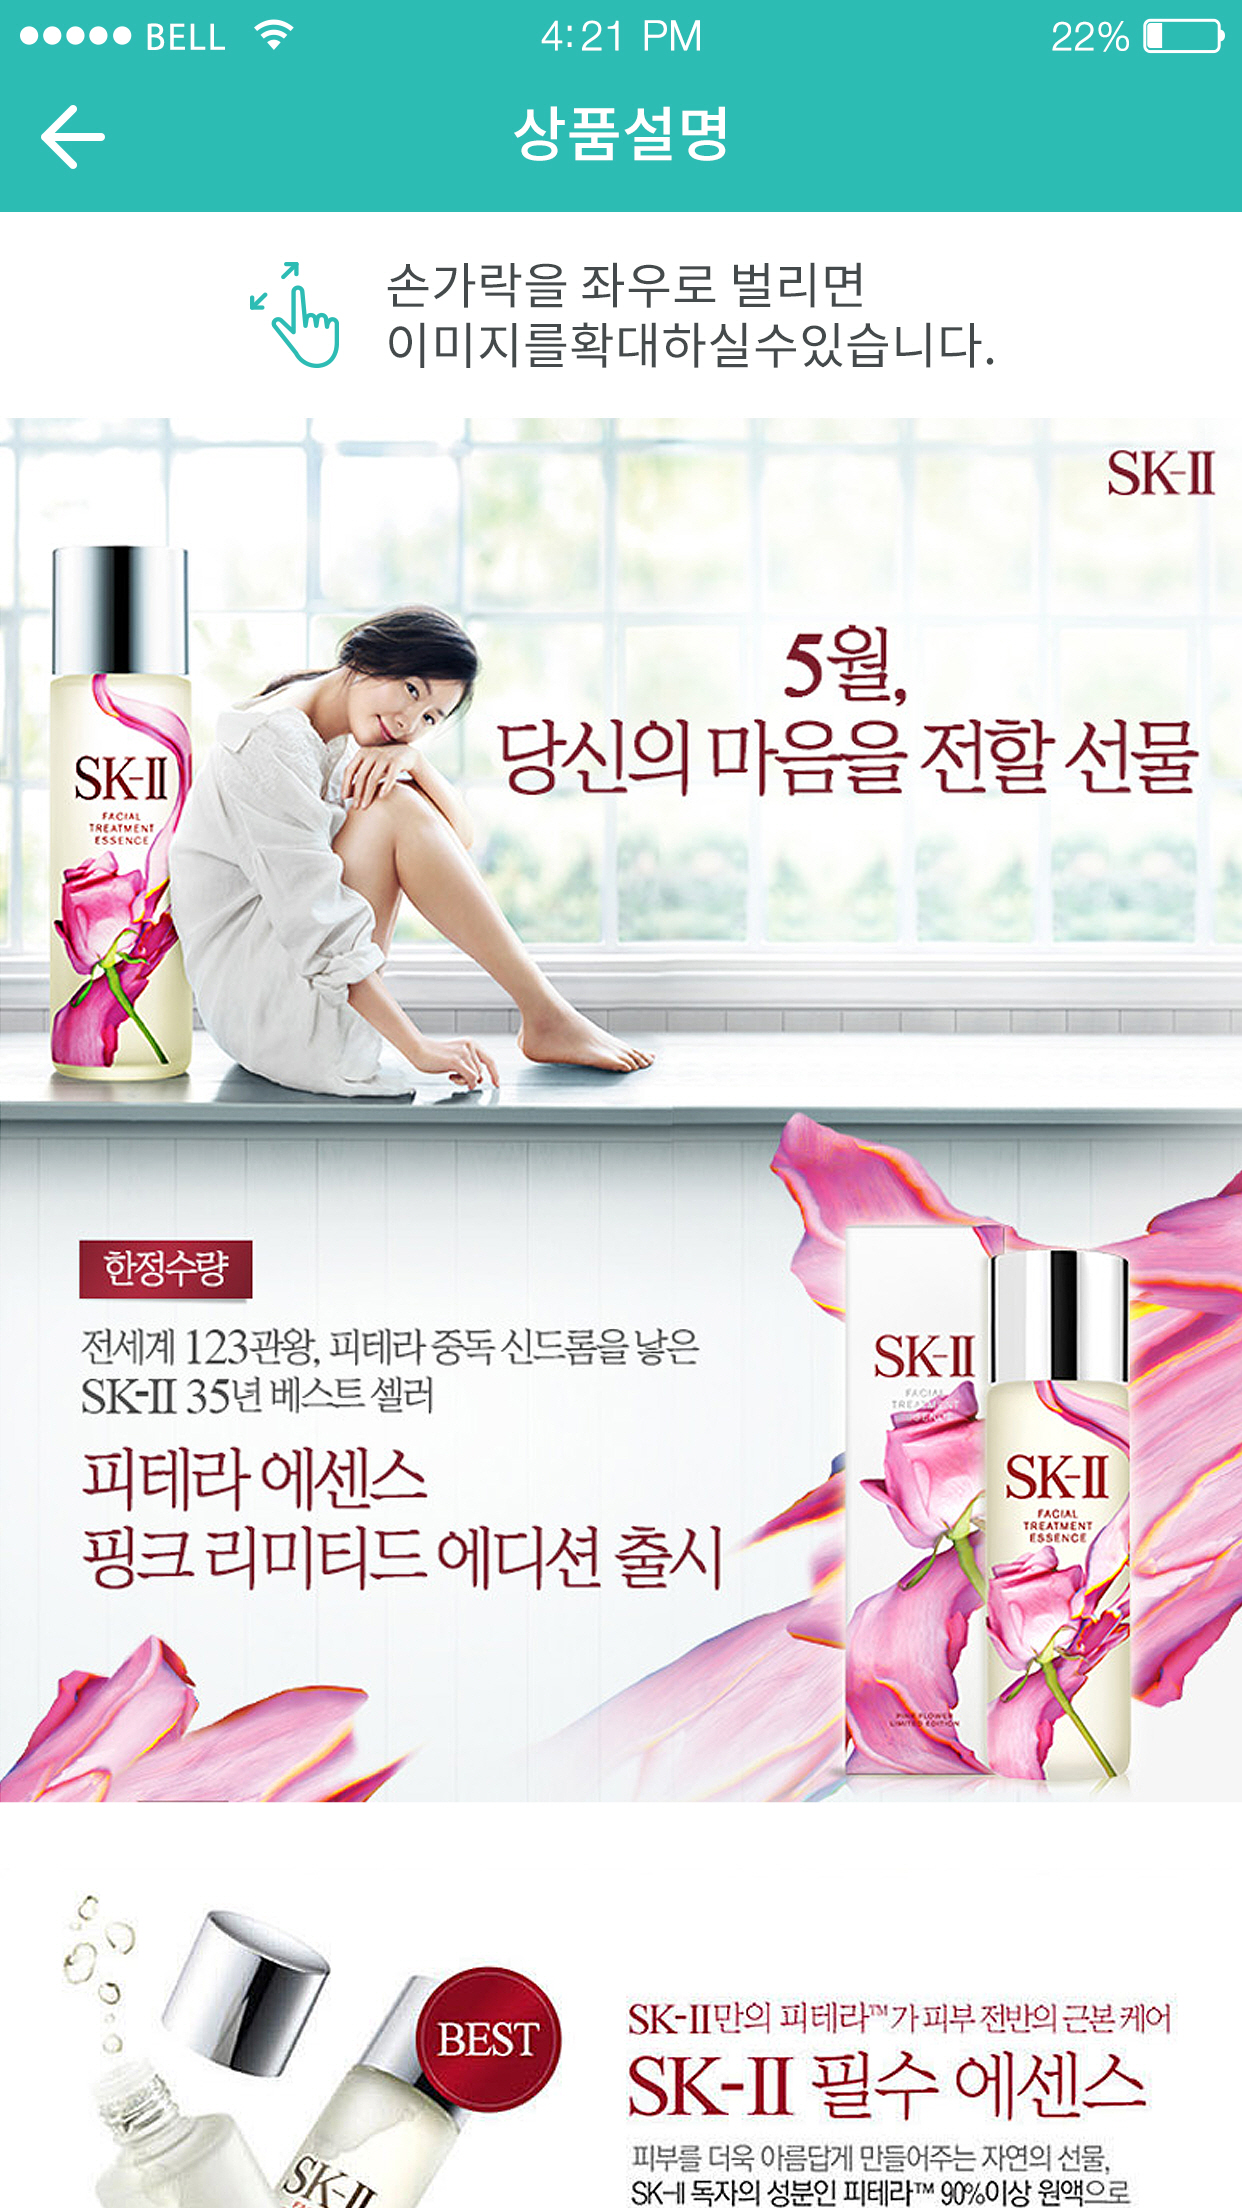 BELL 4:21 PM 22%
상품설명
손가락을 좌우로 벌리면
이미지를확대하실수있습니다.
SK-II
5월,
당신의 마음을 전할 선물
SK-II
FACIAL
TREATMENT
ESSENCE
한정수량
전세계 123관왕, 피테라 중독 신드롬을 낳은
SK-II 35년 베스트 셀러
피테라 에센스
핑크 리미티드 에디션 출시
SK-II
FACIAL
TREATMENT
ESSENCE
PINK FLOWER
LIMITED EDITION
SK-II
FACIAL
TREATMENT
ESSENCE
BEST
SK-II
SK-II만의 피테라™가 피부 전반의 근본 케어
SK-II 필수 에센스
피부를 더욱 아름답게 만들어주는 자연의 선물,
SK-II 독자의 성분인 피테라™ 90%이상 원액으로